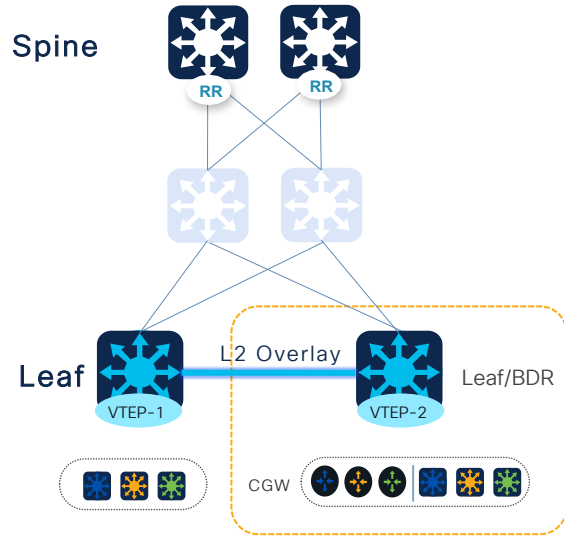 Spine
RR
RR
L2 Overlay
Leaf
Leaf/BDR
VTEP-1
VTEP-2
CGW